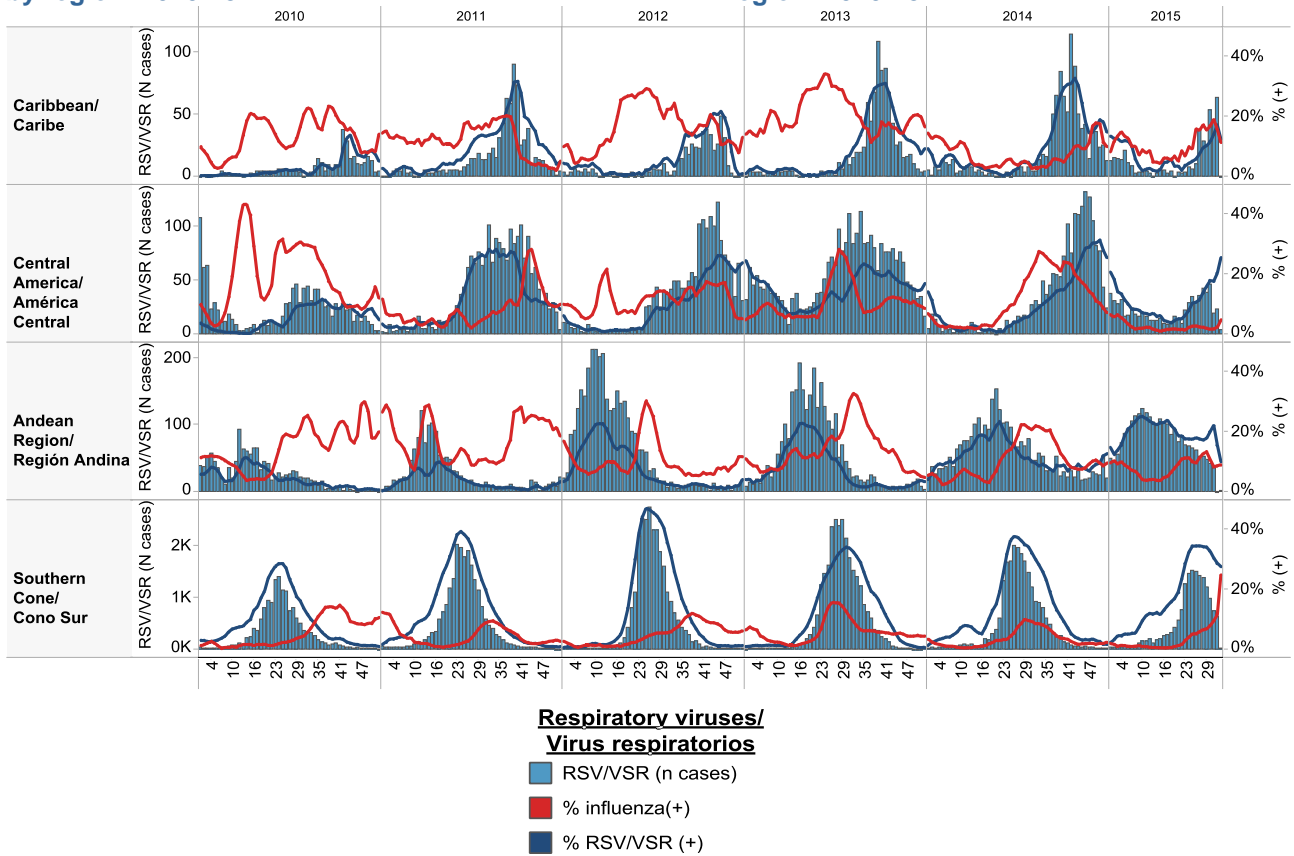 2010 2011 2012 2013 2014 2015
Caribbean/
Caribe
RSV/VSR (N cases)
100
50
0
40%
20%
0%
% (+)
Central
America/
América
Central
RSV/VSR (N cases)
100
50
0
40%
20%
0%
% (+)
Andean
Region/
Región Andina
RSV/VSR (N cases)
200
100
0
40%
20%
0%
% (+)
Southern
Cone/
Cono Sur
RSV/VSR (N cases)
2K
1K
0K
40%
20%
0%
% (+)
4 10 16 23 29 35 41 47 4 10 16 23 29 35 41 47 4 10 16 23 29 35 41 47 4 10 16 23 29 35 41 47 4 10 16 23 29 35 41 47 4 10 16 23 29
Respiratory viruses/
Virus respiratorios
RSV/VSR (n cases)
% influenza(+)
% RSV/VSR (+)